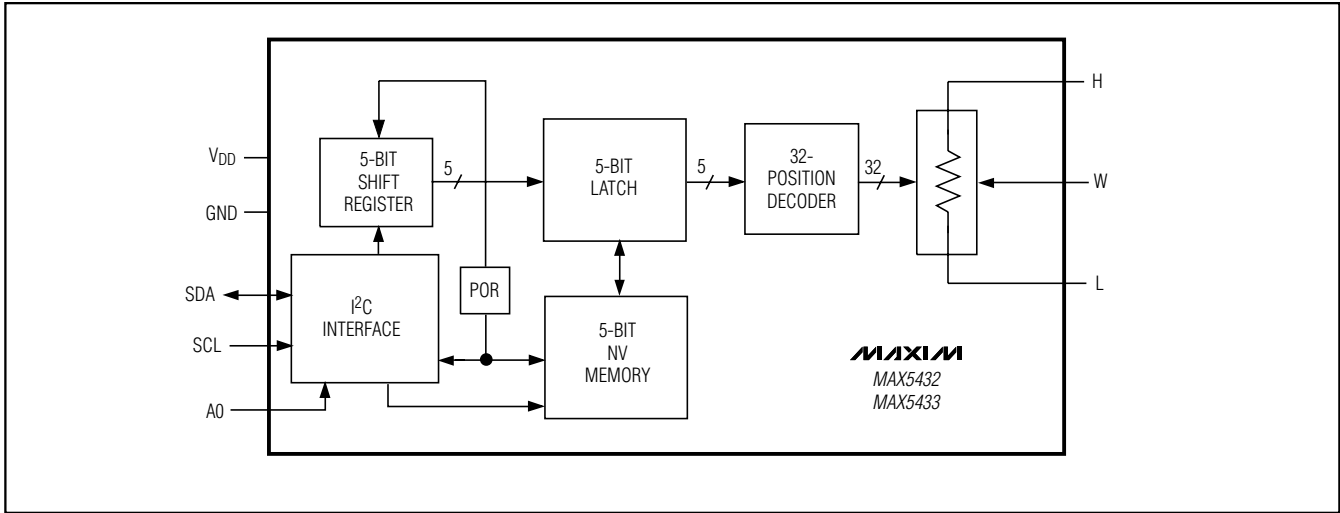 VDD
GND
SDA
SCL
A0
5-BIT
SHIFT
REGISTER
5
5-BIT
LATCH
5
32-
POSITION
DECODER
32
H
W
L
I2C
INTERFACE
POR
5-BIT
NV
MEMORY
MAXIM
MAX5432
MAX5433